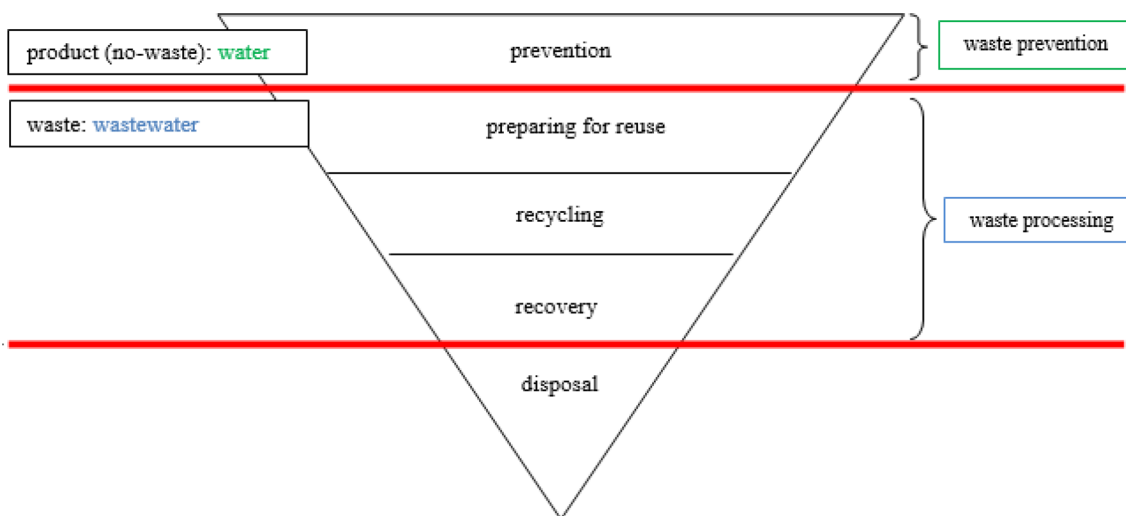 product (no-waste): water
prevention
waste prevention
waste: wastewater
preparing for reuse
recycling
waste processing
recovery
disposal